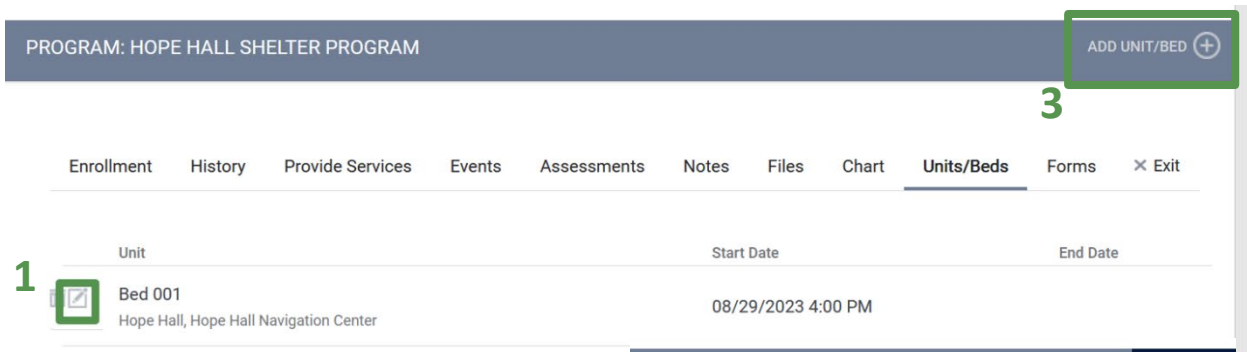 PROGRAM: HOPE HALL SHELTER PROGRAM
ADD UNIT/BED
3
Enrollment History Provide Services Events Assessments Notes Files Chart Units/Beds Forms × Exit
Unit Start Date End Date
1
Bed 001 08/29/2023 4:00 PM
Hope Hall, Hope Hall Navigation Center